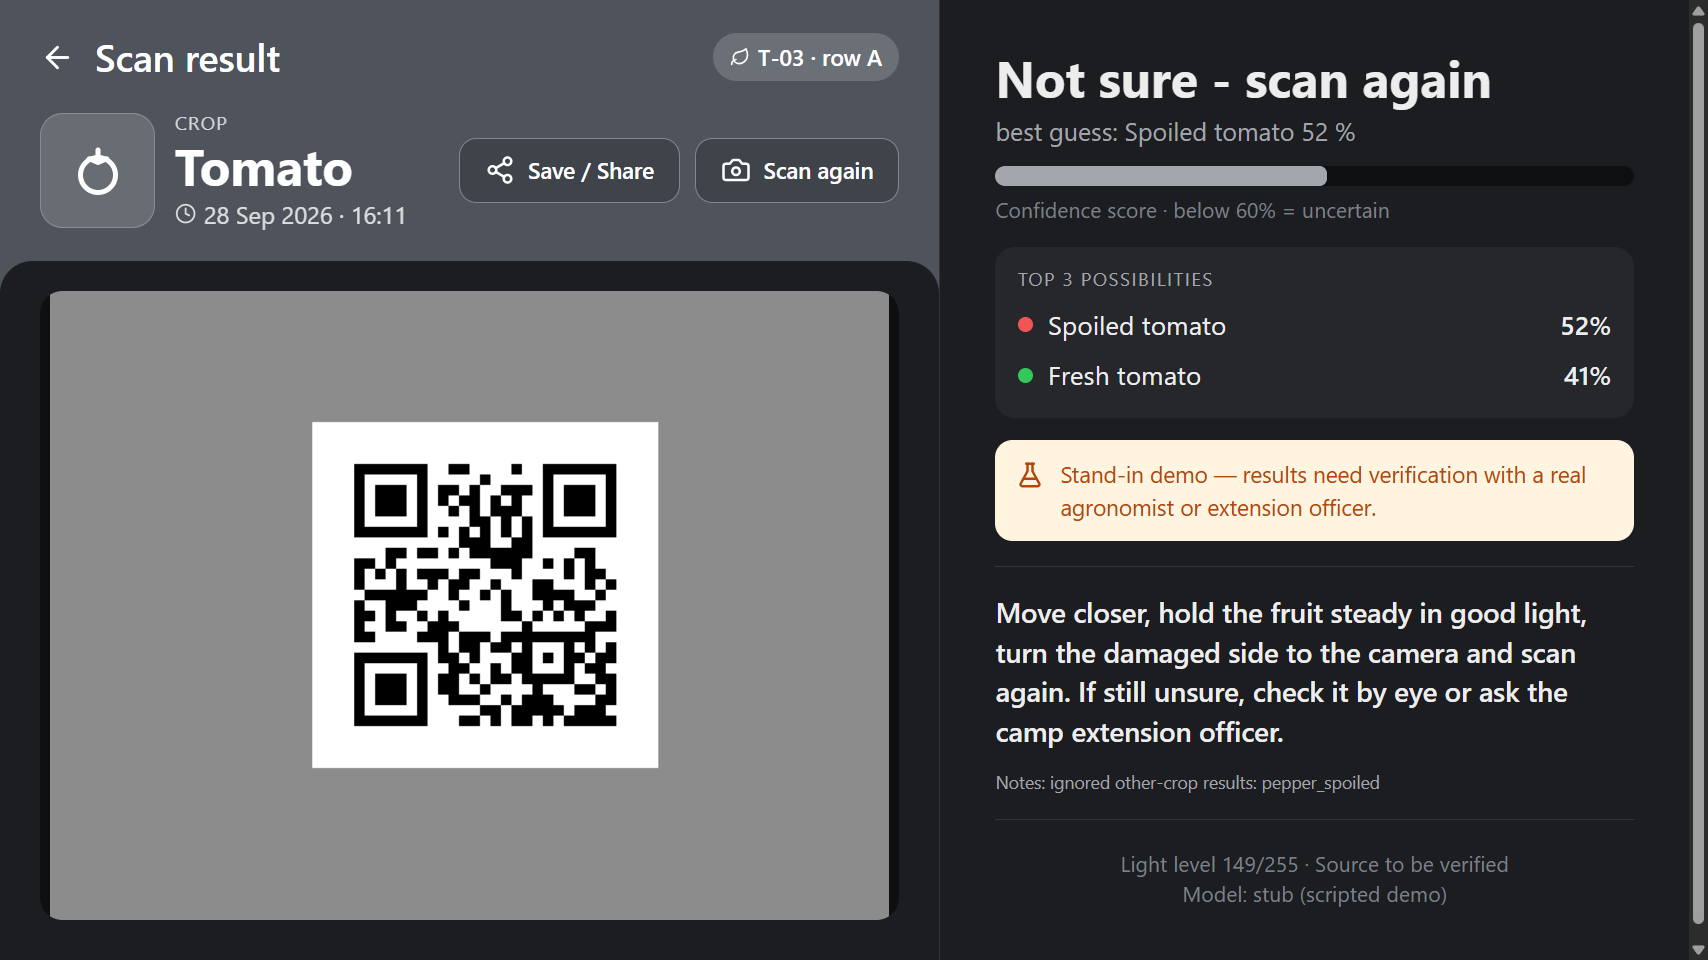 Scan result
T-03 · row A
CROP
Tomato
28 Sep 2026 · 16:11
Save / Share
Scan again
Not sure - scan again
best guess: Spoiled tomato 52 %
Confidence score · below 60% = uncertain
TOP 3 POSSIBILITIES
Spoiled tomato 52%
Fresh tomato 41%
Stand-in demo — results need verification with a real
agronomist or extension officer.
Move closer, hold the fruit steady in good light,
turn the damaged side to the camera and scan
again. If still unsure, check it by eye or ask the
camp extension officer.
Notes: ignored other-crop results: pepper_spoiled
Light level 149/255 · Source to be verified
Model: stub (scripted demo)